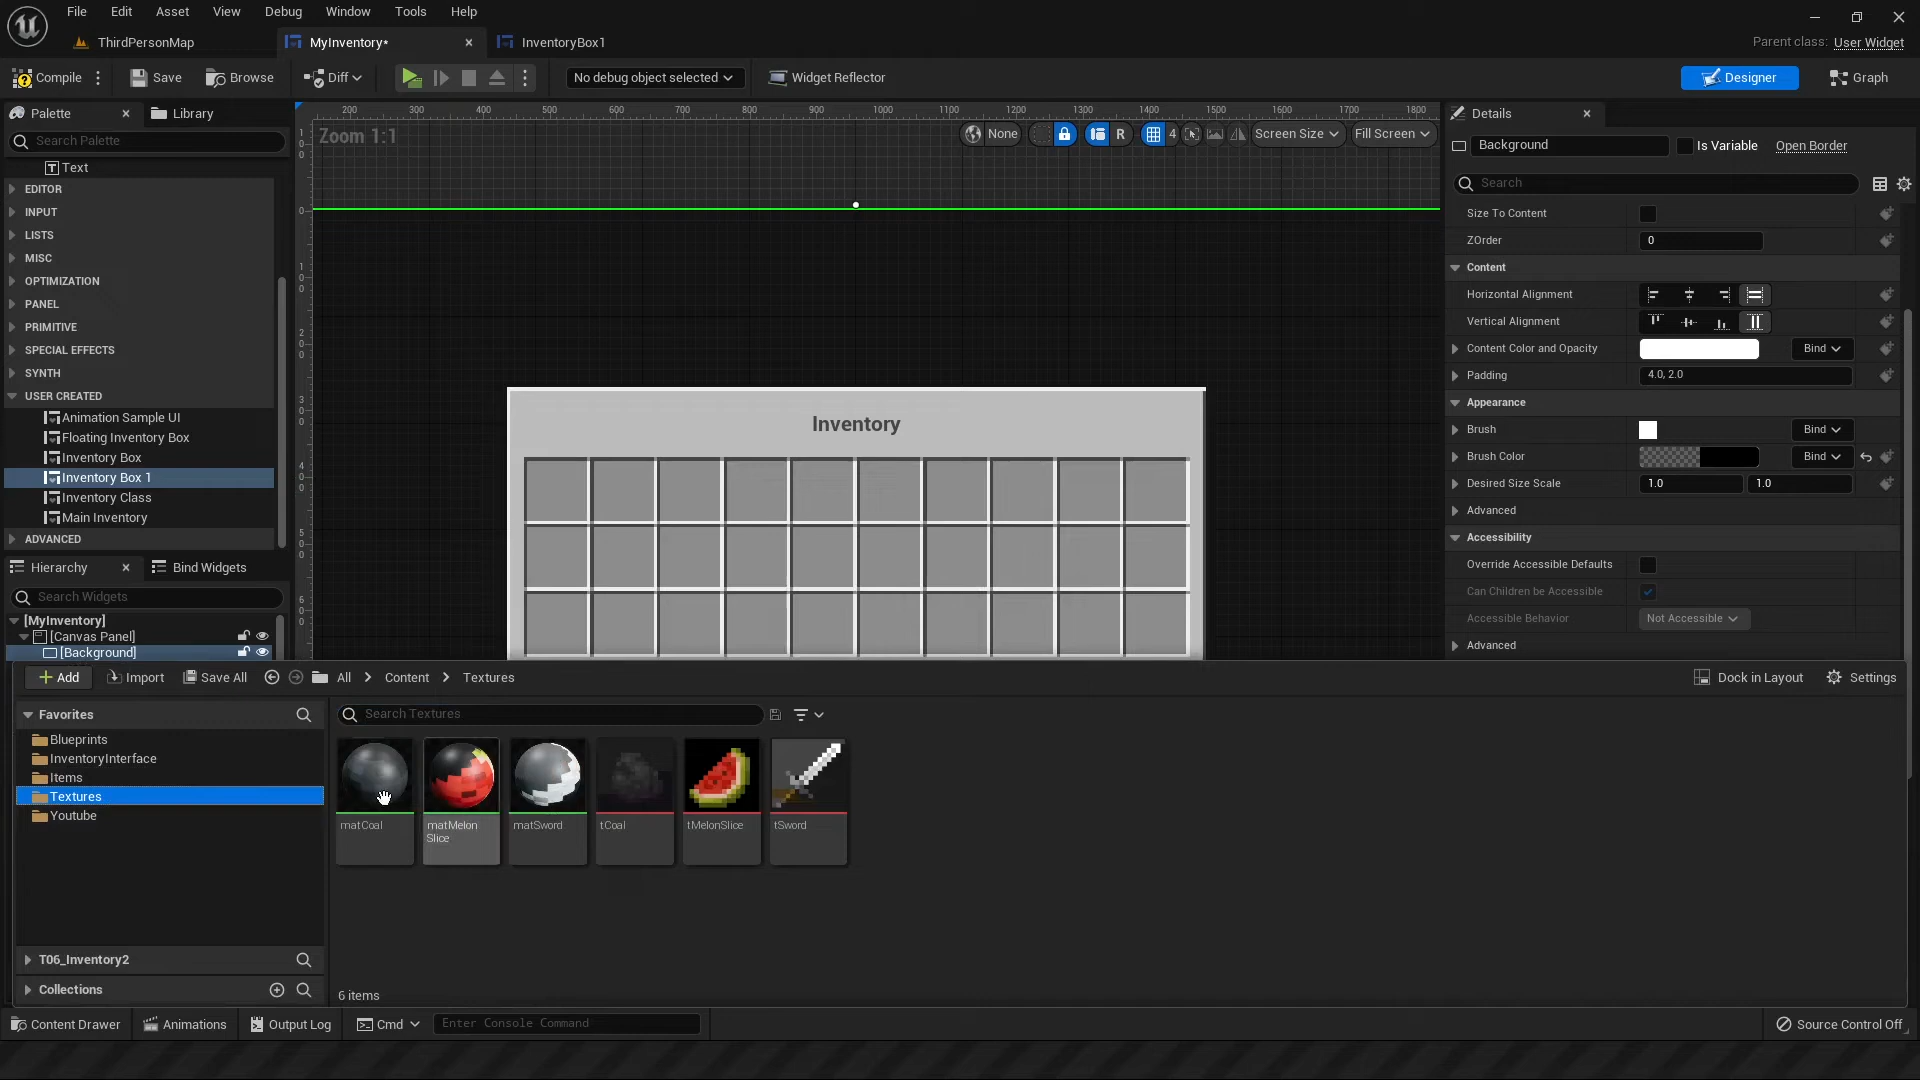 File Edit Asset View Debug Window Tools Help
ThirdPersonMap MyInventory* InventoryBox1 Parent class: User Widget
Compile Save Browse Diff No debug object selected Widget Reflector Designer Graph
Palette Library
Search Palette
Text
EDITOR
INPUT
LISTS
MISC
OPTIMIZATION
PANEL
PRIMITIVE
SPECIAL EFFECTS
SYNTH
USER CREATED
Animation Sample UI
Floating Inventory Box
Inventory Box
Inventory Box 1
Inventory Class
Main Inventory
ADVANCED
Hierarchy Bind Widgets
Search Widgets
[MyInventory]
[Canvas Panel]
[Background]
200 300 400 500 600 700 800 900 1000 1100 1200 1300 1400 1500 1600 1700 1800
Zoom 1:1 None R 4 Screen Size Fill Screen
100
0
100
200
300
400
500
600
Inventory
Details
Background Is Variable Open Border
Search
Size To Content
ZOrder 0
Content
Horizontal Alignment
Vertical Alignment
Content Color and Opacity Bind
Padding 4.0, 2.0
Appearance
Brush Bind
Brush Color Bind
Desired Size Scale 1.0 1.0
Advanced
Accessibility
Override Accessible Defaults
Can Children be Accessible
Accessible Behavior Not Accessible
Advanced
Add Import Save All All Content Textures Dock in Layout Settings
Favorites
Blueprints
InventoryInterface
Items
Textures
Youtube
T06_Inventory2
Collections
Search Textures
matCoal
matMelon
Slice
matSword
tCoal
tMelonSlice
tSword
6 items
Content Drawer Animations Output Log Cmd Enter Console Command Source Control Off